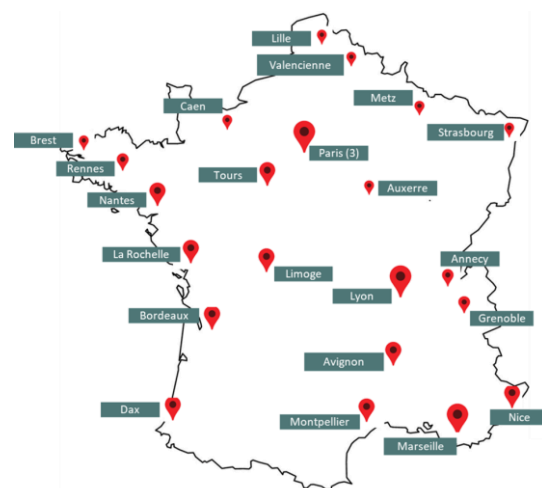 Lille
Valencienne
Caen
Metz
Strasbourg
Brest
Paris (3)
Rennes
Tours
Auxerre
Nantes
La Rochelle
Annecy
Limoge
Lyon
Bordeaux
Grenoble
Avignon
Dax
Montpellier
Nice
Marseille